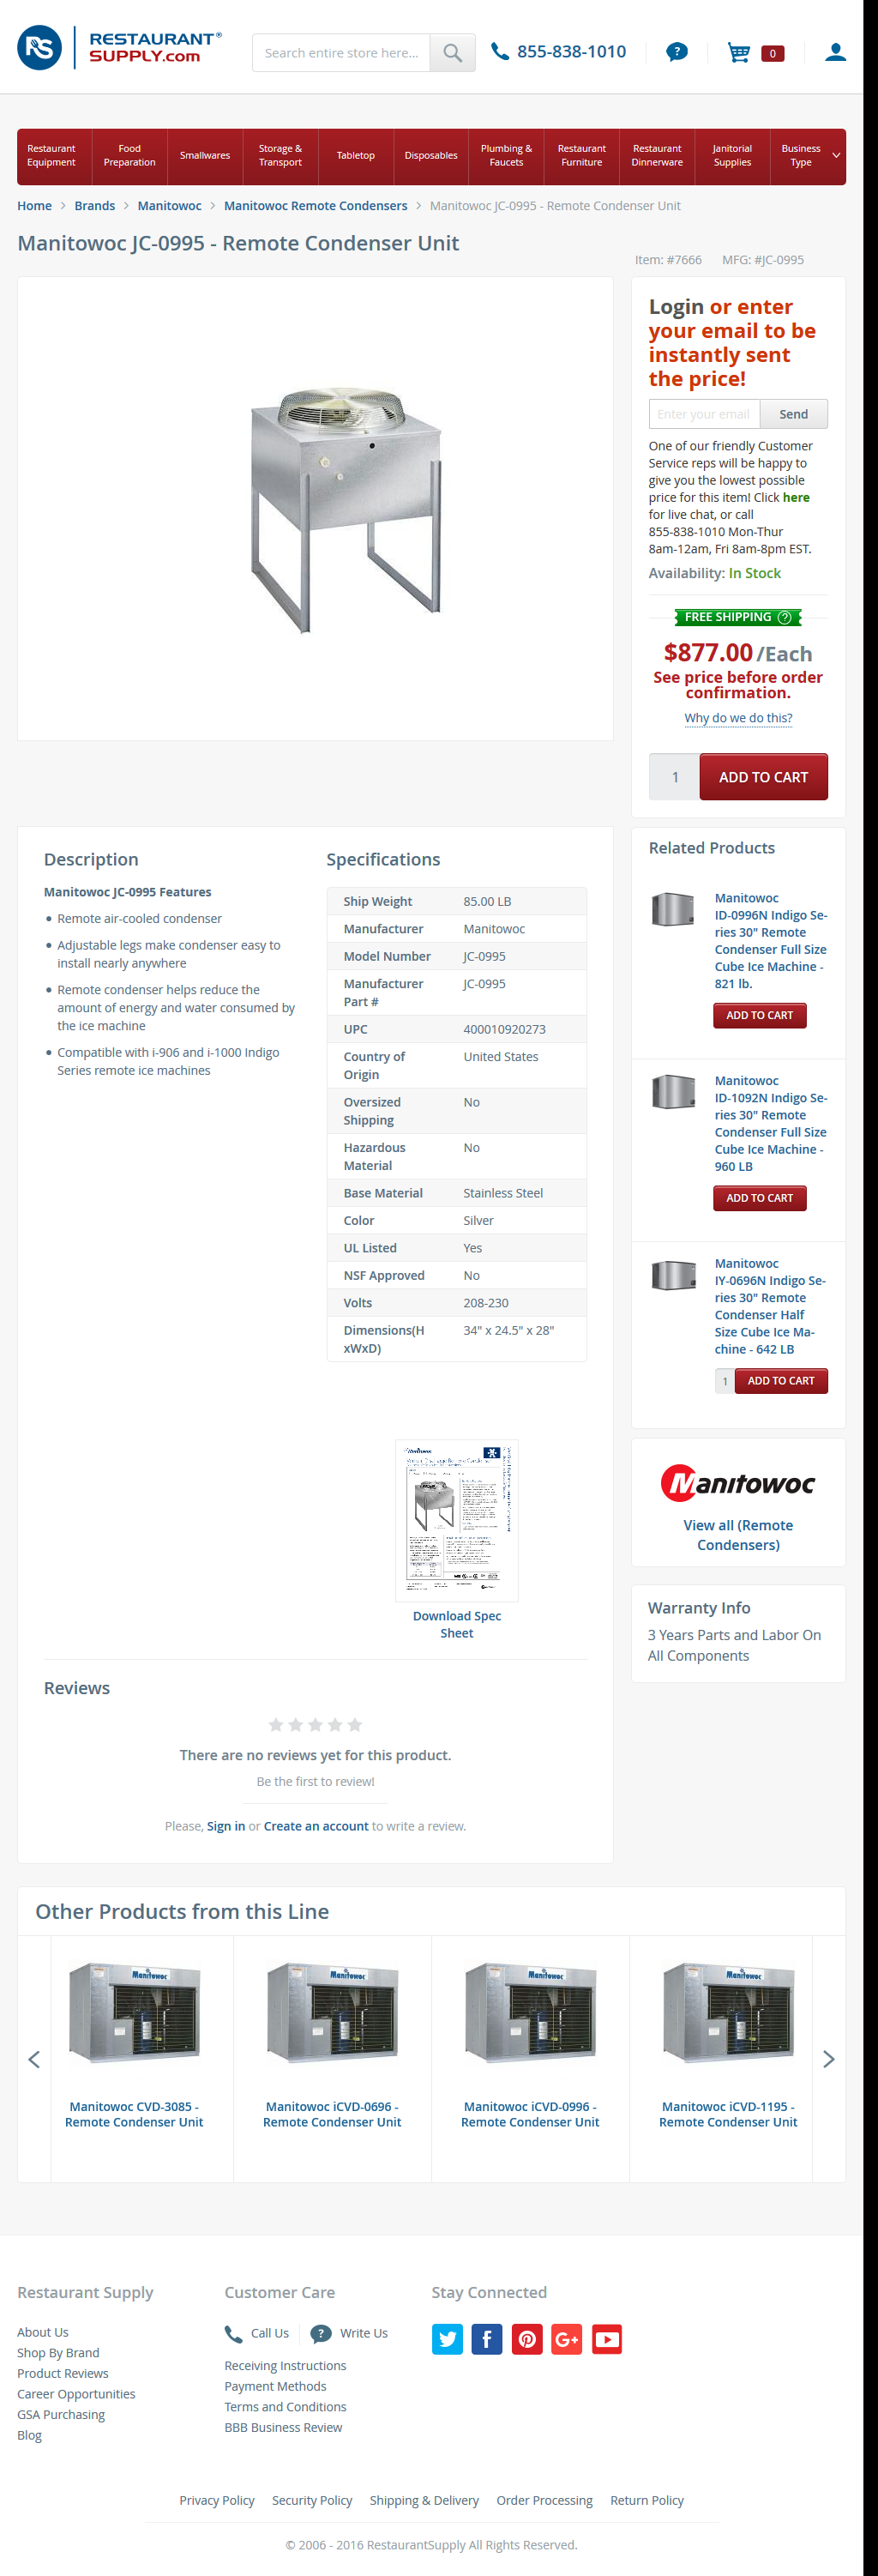 RS
RESTAURANT®
SUPPLY.com
Search entire store here...
855-838-1010
?
0
Restaurant
Equipment
Food
Preparation
Smallwares
Storage &
Transport
Tabletop
Disposables
Plumbing &
Faucets
Restaurant
Furniture
Restaurant
Dinnerware
Janitorial
Supplies
Business
Type
Home > Brands > Manitowoc > Manitowoc Remote Condensers > Manitowoc JC-0995 - Remote Condenser Unit
Manitowoc JC-0995 - Remote Condenser Unit
Item: #7666 MFG: #JC-0995
Login or enter
your email to be
instantly sent
the price!
Enter your email
Send
One of our friendly Customer
Service reps will be happy to
give you the lowest possible
price for this item! Click here
for live chat, or call
855-838-1010 Mon-Thur
8am-12am, Fri 8am-8pm EST.
Availability: In Stock
FREE SHIPPING ?
$877.00 /Each
See price before order
confirmation.
Why do we do this?
1
ADD TO CART
Description
Manitowoc JC-0995 Features
Remote air-cooled condenser
Adjustable legs make condenser easy to
install nearly anywhere
Remote condenser helps reduce the
amount of energy and water consumed by
the ice machine
Compatible with i-906 and i-1000 Indigo
Series remote ice machines
Specifications
Ship Weight 85.00 LB
Manufacturer Manitowoc
Model Number JC-0995
Manufacturer JC-0995
Part #
UPC 400010920273
Country of United States
Origin
Oversized No
Shipping
Hazardous No
Material
Base Material Stainless Steel
Color Silver
UL Listed Yes
NSF Approved No
Volts 208-230
Dimensions(H 34" x 24.5" x 28"
xWxD)
Download Spec
Sheet
Related Products
Manitowoc
ID-0996N Indigo Se-
ries 30" Remote
Condenser Full Size
Cube Ice Machine -
821 lb.
ADD TO CART
Manitowoc
ID-1092N Indigo Se-
ries 30" Remote
Condenser Full Size
Cube Ice Machine -
960 LB
ADD TO CART
Manitowoc
IY-0696N Indigo Se-
ries 30" Remote
Condenser Half
Size Cube Ice Ma-
chine - 642 LB
1
ADD TO CART
Manitowoc
View all (Remote
Condensers)
Warranty Info
3 Years Parts and Labor On
All Components
Reviews
There are no reviews yet for this product.
Be the first to review!
Please, Sign in or Create an account to write a review.
Other Products from this Line
Manitowoc
Manitowoc
Manitowoc
Manitowoc
Manitowoc CVD-3085 -
Remote Condenser Unit
Manitowoc iCVD-0696 -
Remote Condenser Unit
Manitowoc iCVD-0996 -
Remote Condenser Unit
Manitowoc iCVD-1195 -
Remote Condenser Unit
Restaurant Supply
About Us
Shop By Brand
Product Reviews
Career Opportunities
GSA Purchasing
Blog
Customer Care
Call Us
? Write Us
Receiving Instructions
Payment Methods
Terms and Conditions
BBB Business Review
Stay Connected
f
G+
Privacy Policy Security Policy Shipping & Delivery Order Processing Return Policy
© 2006 - 2016 RestaurantSupply All Rights Reserved.